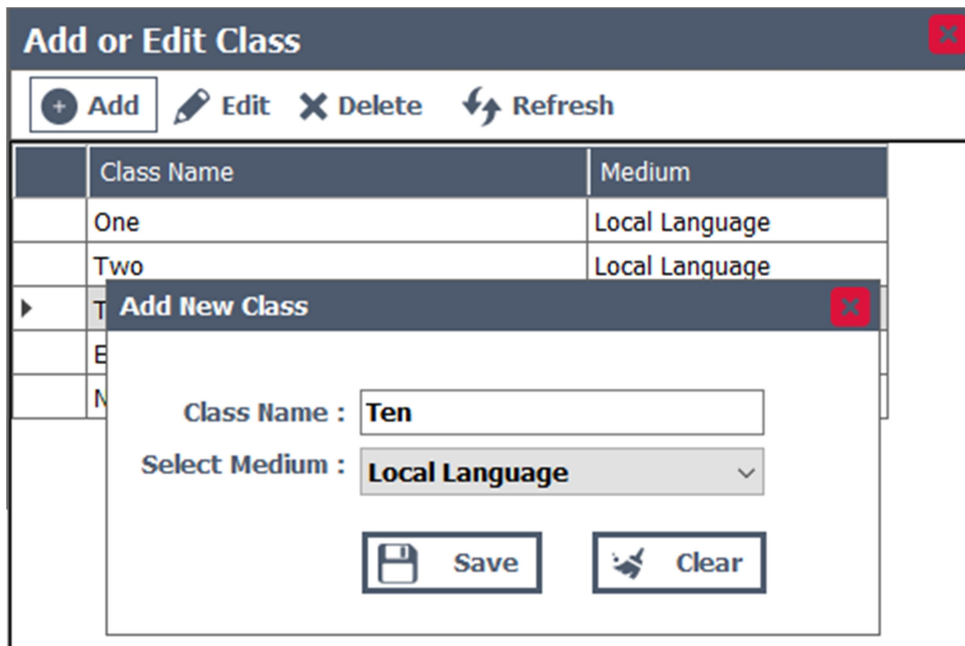 Add or Edit Class
Add Edit Delete Refresh
Class Name Medium
One Local Language
Two Local Language
Add New Class
Class Name : Ten
Select Medium : Local Language
Save Clear